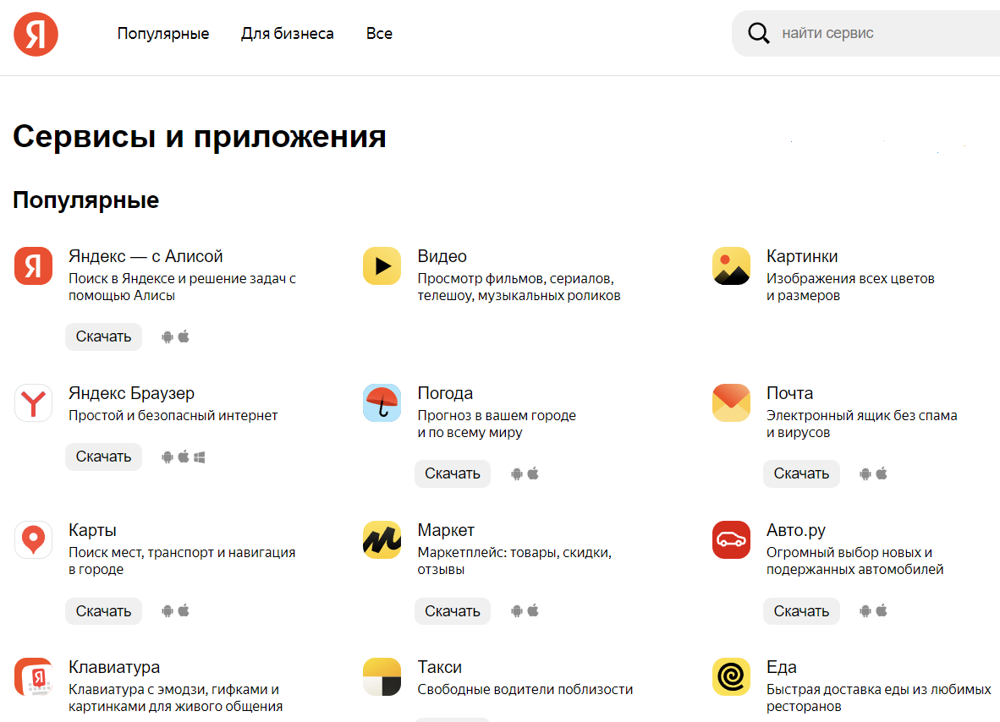 Я
Популярные
Для бизнеса
Все
найти сервис
Сервисы и приложения
Популярные
Я
Яндекс — с Алисой
Поиск в Яндексе и решение задач с
помощью Алисы
Скачать
Видео
Просмотр фильмов, сериалов,
телешоу, музыкальных роликов
Картинки
Изображения всех цветов
и размеров
Яндекс Браузер
Простой и безопасный интернет
Скачать
Погода
Прогноз в вашем городе
и по всему миру
Скачать
Почта
Электронный ящик без спама
и вирусов
Скачать
Карты
Поиск мест, транспорт и навигация
в городе
Скачать
Маркет
Маркетплейс: товары, скидки,
отзывы
Скачать
Авто.ру
Огромный выбор новых и
подержанных автомобилей
Скачать
Я
Клавиатура
Клавиатура с эмодзи, гифками и
картинками для живого общения
Такси
Свободные водители поблизости
Еда
Быстрая доставка еды из любимых
ресторанов